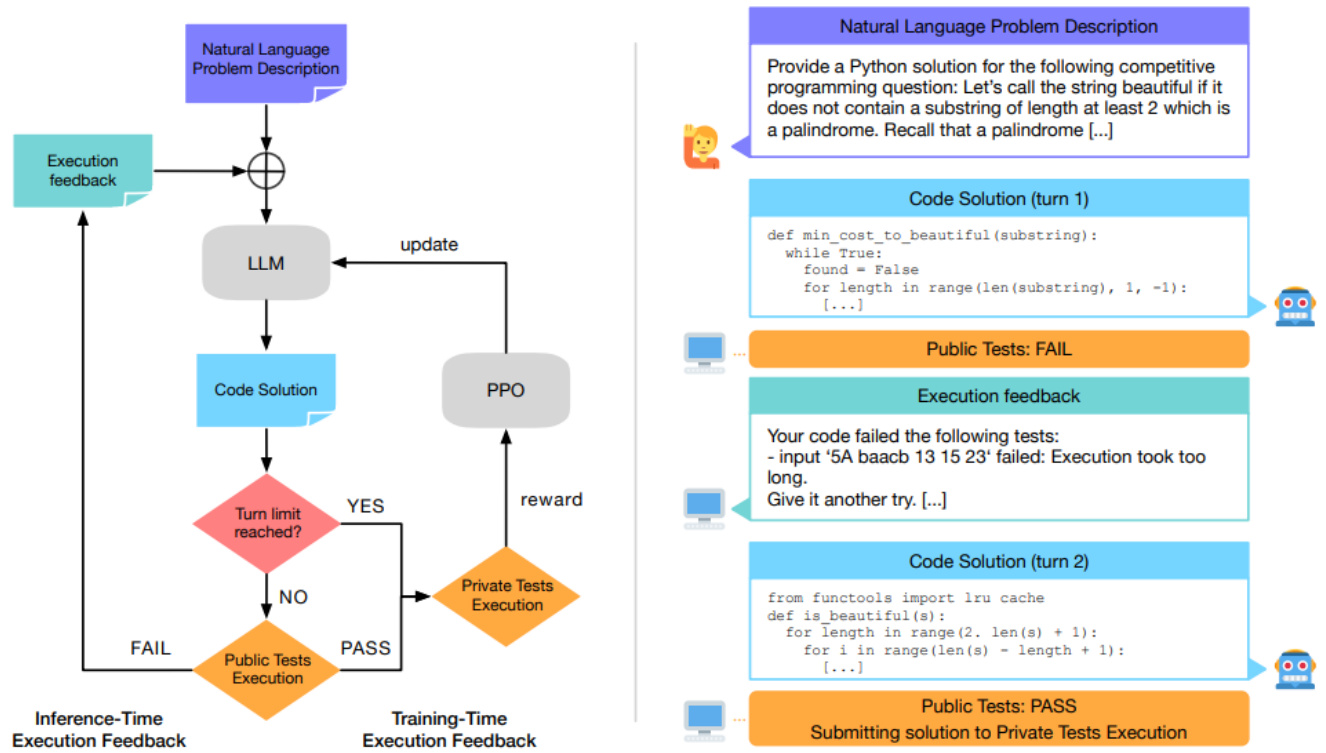 Natural Language
Problem Description
Execution
feedback
LLM
update
Code Solution
PPO
Turn limit
reached?
YES
reward
NO
Private Tests
Execution
FAIL
Public Tests
Execution
PASS
Inference-Time
Execution Feedback
Training-Time
Execution Feedback
Natural Language Problem Description
Provide a Python solution for the following competitive
programming question: Let's call the string beautiful if it
does not contain a substring of length at least 2 which is
a palindrome. Recall that a palindrome [...]
Code Solution (turn 1)
def min_cost_to_beautiful(substring):
  while True:
    found = False
    for length in range(len(substring), 1, -1):
      [...]
...
Public Tests: FAIL
Execution feedback
Your code failed the following tests:
- input ‘5A baacb 13 15 23‘ failed: Execution took too
long.
Give it another try. [...]
Code Solution (turn 2)
from functools import lru cache
def is_beautiful(s):
  for length in range(2. len(s) + 1):
    for i in range(len(s) - length + 1):
      [...]
...
Public Tests: PASS
Submitting solution to Private Tests Execution